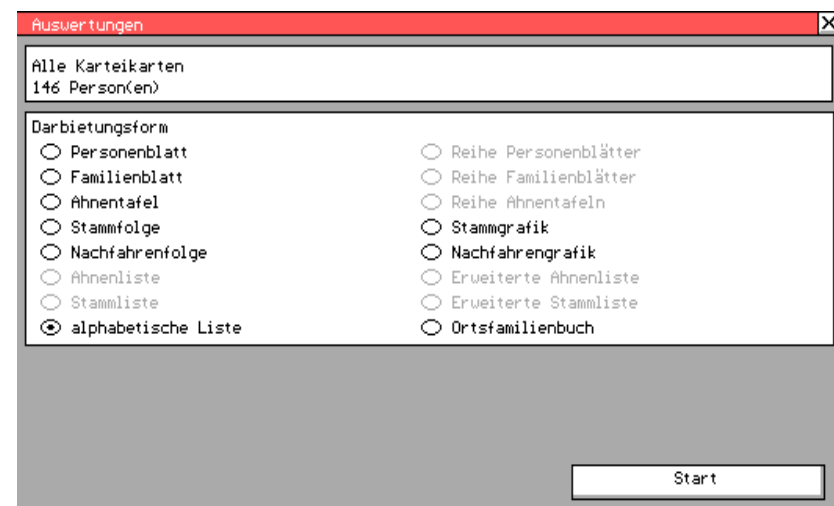 Auswertungen
Alle Karteikarten
146 Person(en)
Darbietungsform
Personenblatt
Reihe Personenblätter
Familienblatt
Reihe Familienblätter
Ahnentafel
Reihe Ahnentafeln
Stammfolge
Stammgrafik
Nachfahrenfolge
Nachfahrengrafik
Ahnenliste
Erweiterte Ahnenliste
Stammliste
Erweiterte Stammliste
alphabetische Liste
Ortsfamilienbuch
Start